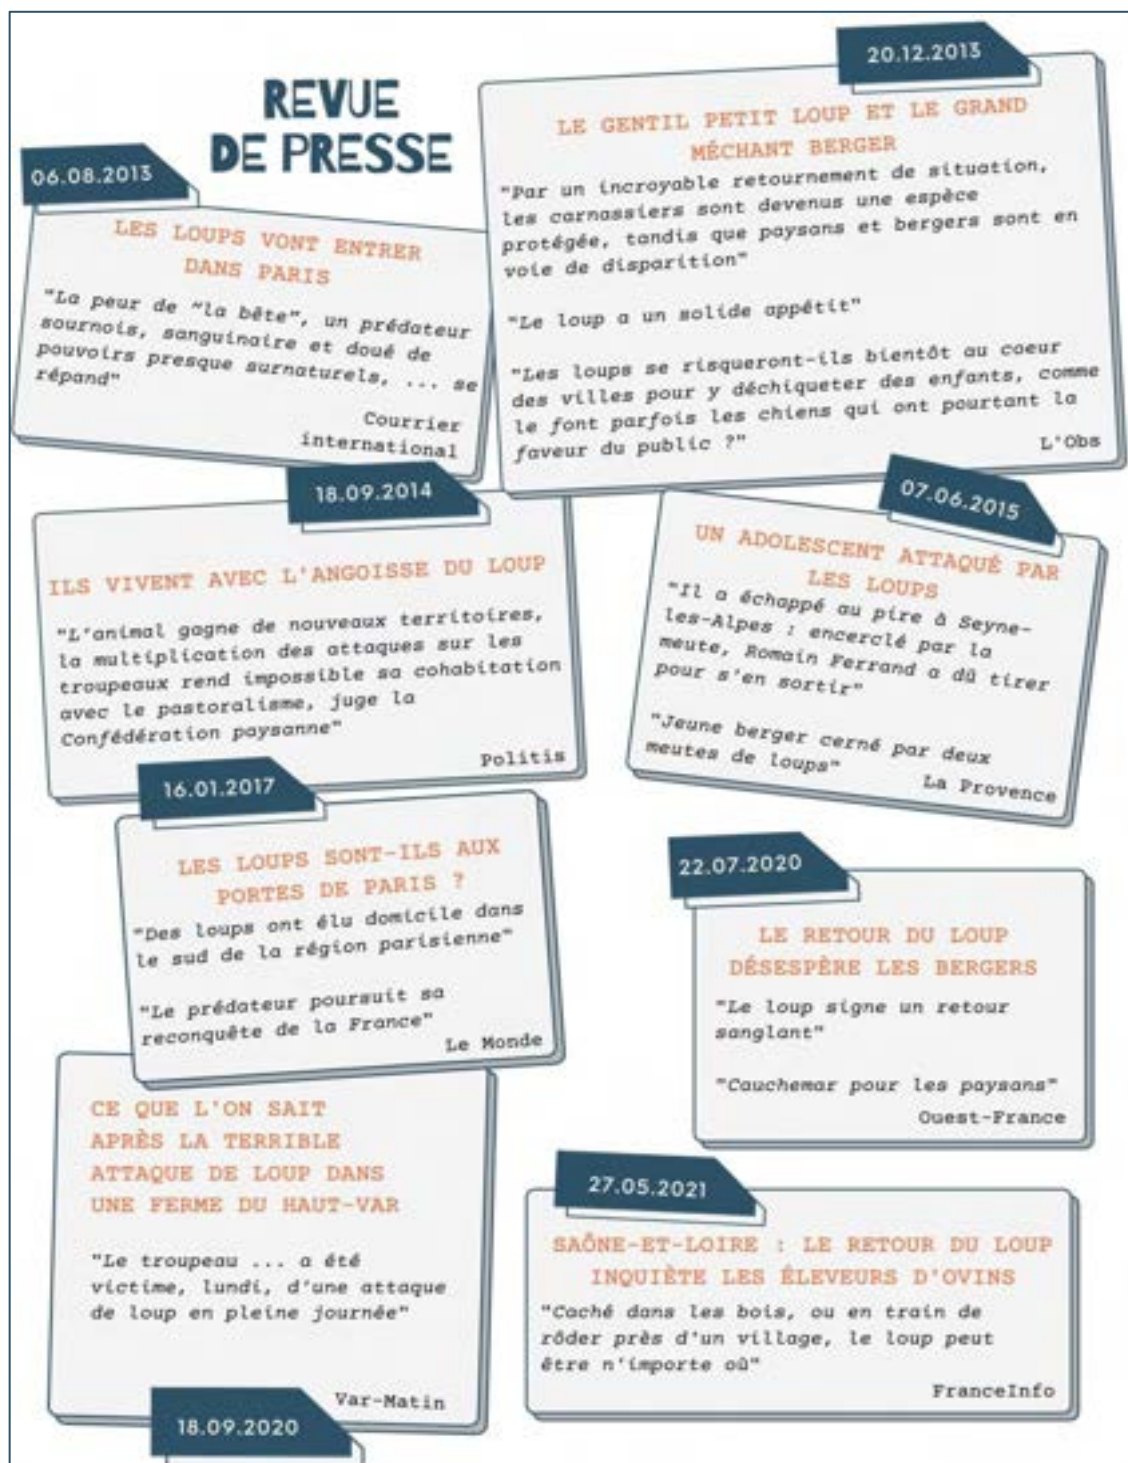 REVUE
DE PRESSE
06.08.2013
LES LOUPS VONT ENTRER
DANS PARIS
"La peur de "la bête", un prédateur
sournois, sanguinaire et doué de
pouvoirs presque surnaturels, ... se
répand"
Courrier
international
20.12.2013
LE GENTIL PETIT LOUP ET LE GRAND
MÉCHANT BERGER
"Par un incroyable retournement de situation,
les carnassiers sont devenus une espèce
protégée, tandis que paysans et bergers sont en
voie de disparition"
"Le loup a un solide appétit"
"Les loups se risqueront-ils bientôt au coeur
des villes pour y déchiqueter des enfants, comme
le font parfois les chiens qui ont pourtant la
faveur du public ?"
L'Obs
18.09.2014
ILS VIVENT AVEC L'ANGOISSE DU LOUP
"L'animal gagne de nouveaux territoires,
la multiplication des attaques sur les
troupeaux rend impossible sa cohabitation
avec le pastoralisme, juge la
Confédération paysanne"
Politis
07.06.2015
UN ADOLESCENT ATTAQUÉ PAR
LES LOUPS
"Il a échappé au pire à Seyne-
les-Alpes : encerclé par la
meute, Romain Ferrand a dû tirer
pour s'en sortir"
"Jeune berger cerné par deux
meutes de loups"
La Provence
16.01.2017
LES LOUPS SONT-ILS AUX
PORTES DE PARIS ?
"Des loups ont élu domicile dans
le sud de la région parisienne"
"Le prédateur poursuit sa
reconquête de la France"
Le Monde
22.07.2020
LE RETOUR DU LOUP
DÉSESPÈRE LES BERGERS
"Le loup signe un retour
sanglant"
"Cauchemar pour les paysans"
Ouest-France
CE QUE L'ON SAIT
APRÈS LA TERRIBLE
ATTAQUE DE LOUP DANS
UNE FERME DU HAUT-VAR
"Le troupeau ... a été
victime, lundi, d'une attaque
de loup en pleine journée"
Var-Matin
18.09.2020
27.05.2021
SAÔNE-ET-LOIRE : LE RETOUR DU LOUP
INQUIÈTE LES ÉLEVEURS D'OVINS
"Caché dans les bois, ou en train de
rôder près d'un village, le loup peut
être n'importe où"
FranceInfo